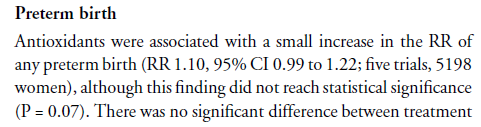 Preterm birth
Antioxidants were associated with a small increase in the RR of
any preterm birth (RR 1.10, 95% CI 0.99 to 1.22; five trials, 5198
women), although this finding did not reach statistical significance
(P = 0.07). There was no significant difference between treatment